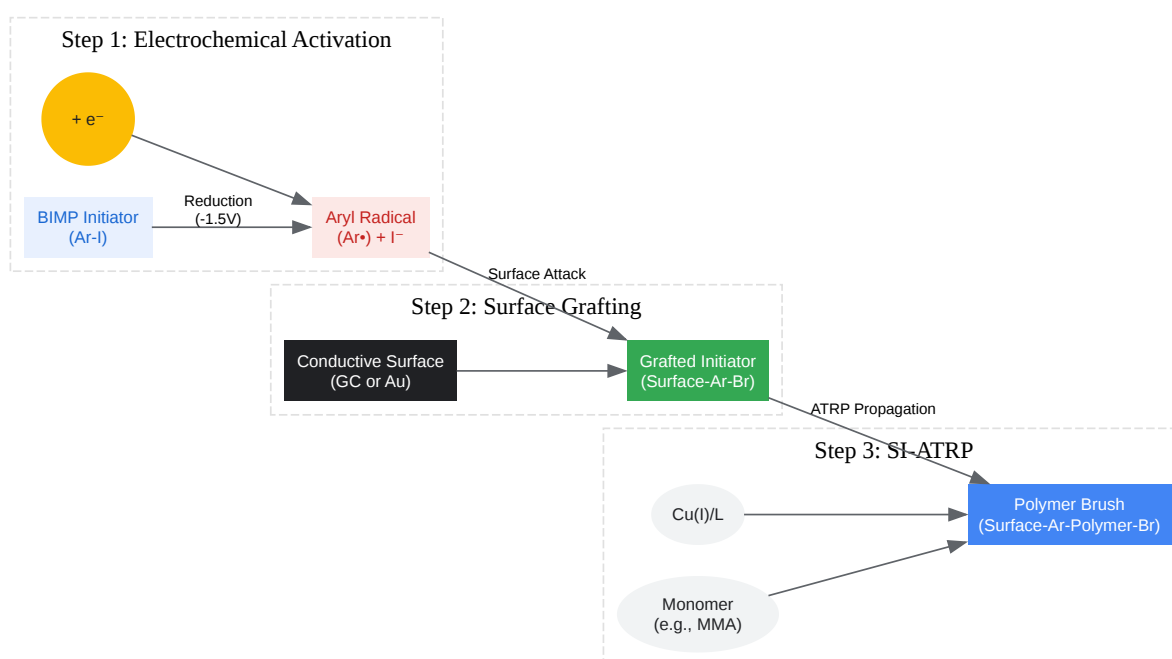 Step 1: Electrochemical Activation
+ e⁻
BIMP Initiator
(Ar-I)
Reduction
(-1.5V)
Aryl Radical
(Ar•) + I⁻
Surface Attack
Step 2: Surface Grafting
Conductive Surface
(GC or Au)
Grafted Initiator
(Surface-Ar-Br)
ATRP Propagation
Step 3: SI-ATRP
Cu(I)/L
Polymer Brush
(Surface-Ar-Polymer-Br)
Monomer
(e.g., MMA)